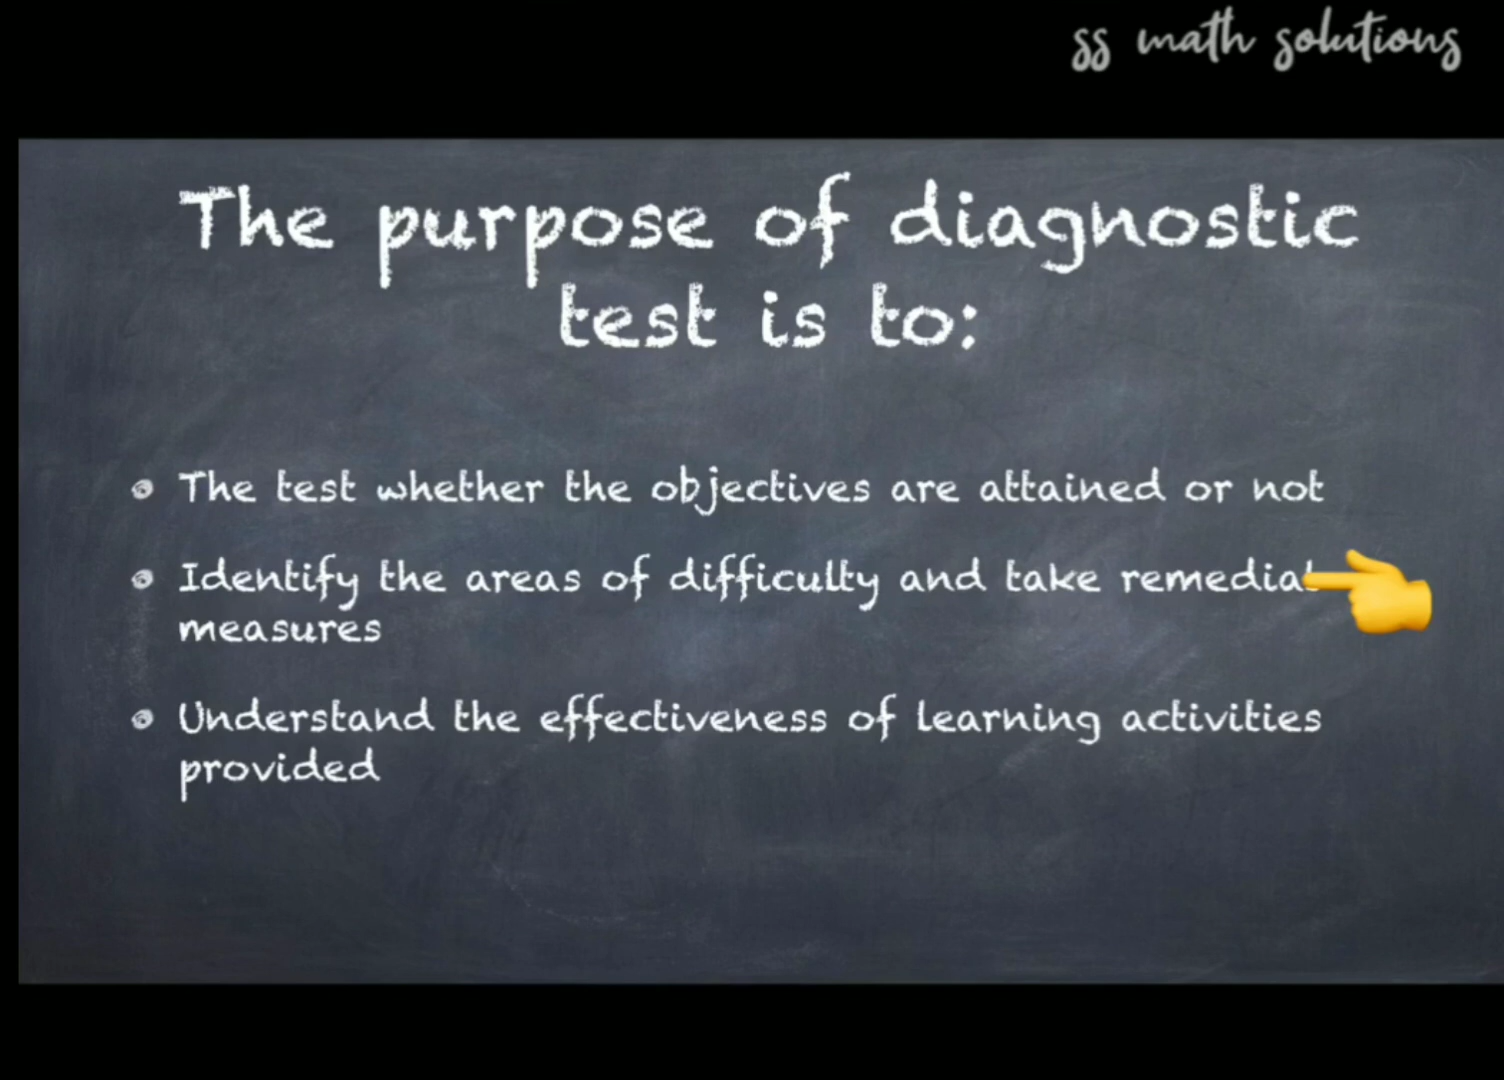 ss math solutions
The purpose of diagnostic
test is to:
The test whether the objectives are attained or not
Identify the areas of difficulty and take remedial
measures
Understand the effectiveness of learning activities
provided